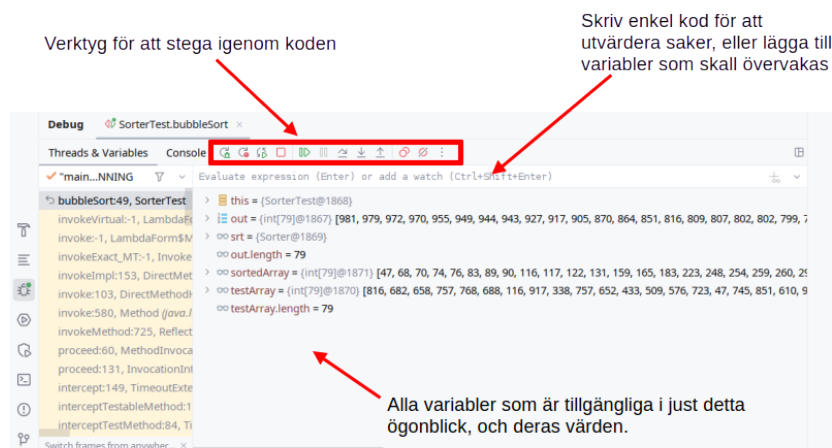 Skriv enkel kod för att
utvärdera saker, eller lägga till
variabler som skall övervakas
Verktyg för att stega igenom koden
Debug SorterTest.bubbleSort ×
Threads & Variables Console
"main...NNING Evaluate expression (Enter) or add a watch (Ctrl+Shift+Enter)
bubbleSort:49, SorterTest
invokeVirtual:-1, LambdaFo
invoke:-1, LambdaForm$M
invokeExact_MT:-1, Invoke
invokeImpl:153, DirectMet
invoke:103, DirectMethodH
invoke:580, Method (java.l
invokeMethod:725, Reflect
proceed:60, MethodInvoca
proceed:131, InvocationInt
intercept:149, TimeoutExte
interceptTestableMethod:1
interceptTestMethod:84, Ti
Switch frames from anywher... ×
this = {SorterTest@1868}
out = {int[79]@1867} [981, 979, 972, 970, 955, 949, 944, 943, 927, 917, 905, 870, 864, 851, 816, 809, 807, 802, 802, 799, 7
srt = {Sorter@1869}
out.length = 79
sortedArray = {int[79]@1871} [47, 68, 70, 74, 76, 83, 89, 90, 116, 117, 122, 131, 159, 165, 183, 223, 248, 254, 259, 260, 29
testArray = {int[79]@1870} [816, 682, 658, 757, 768, 688, 116, 917, 338, 757, 652, 433, 509, 576, 723, 47, 745, 851, 610, 9
testArray.length = 79
Alla variabler som är tillgängliga i just detta
ögonblick, och deras värden.